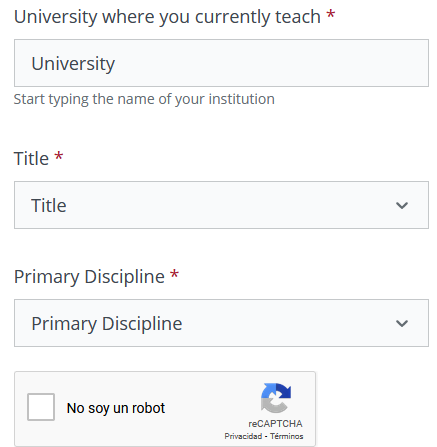 University where you currently teach *
University
Start typing the name of your institution
Title *
Title
Primary Discipline *
Primary Discipline
No soy un robot
reCAPTCHA
Privacidad - Términos